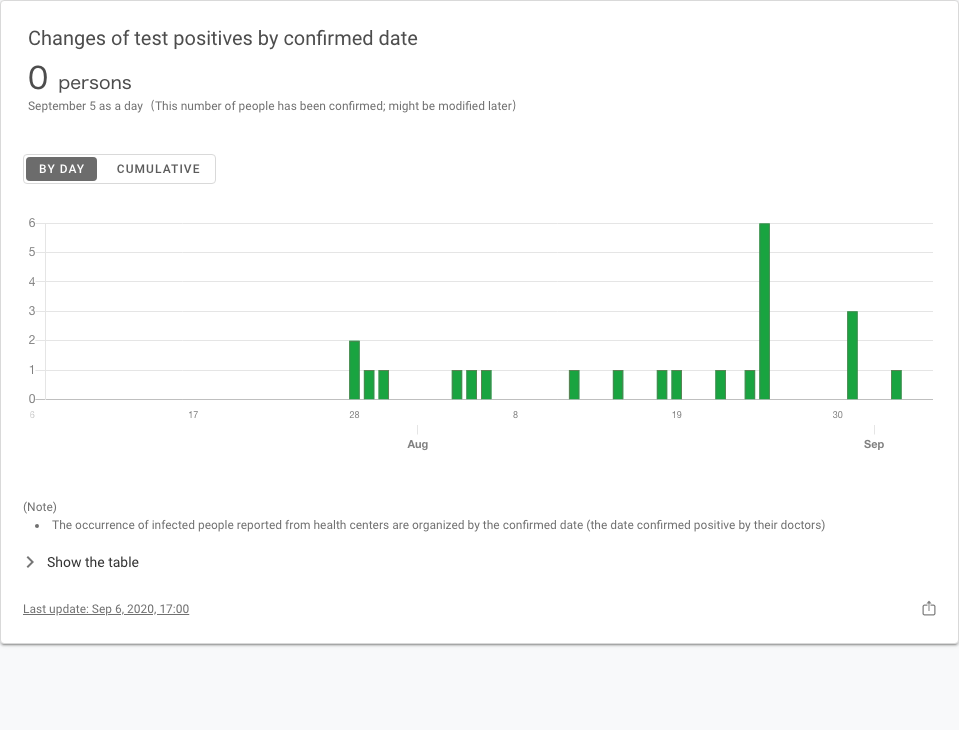 Changes of test positives by confirmed date
0 persons
September 5 as a day（This number of people has been confirmed; might be modified later）
BY DAY CUMULATIVE
6
5
4
3
2
1
0
6 17 28 8 19 30
Aug Sep
(Note)
• The occurrence of infected people reported from health centers are organized by the confirmed date (the date confirmed positive by their doctors)
Show the table
Last update: Sep 6, 2020, 17:00